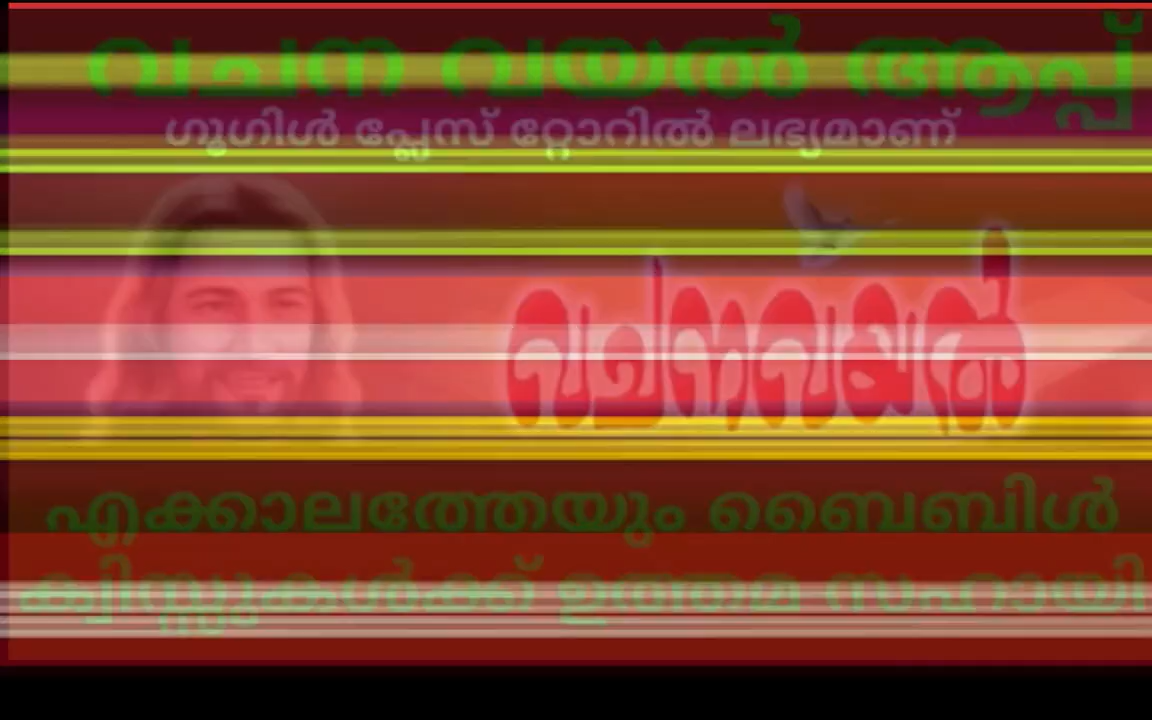 വചന വയൽ ആപ്പ്
ഗൂഗിൾ പ്ലേസ് റ്റോറിൽ ലഭ്യമാണ്
വചനവയൽ
എക്കാലത്തേയും ബൈബിൾ
ക്വിസ്സുകൾക്ക് ഉത്തമ സഹായി